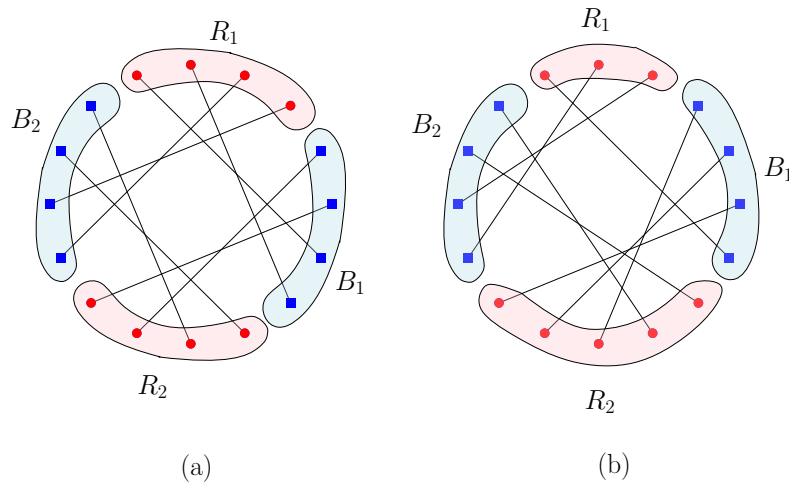 R₁ R₁
B₂ B₂ B₁
B₁
R₂ R₂
(a) (b)